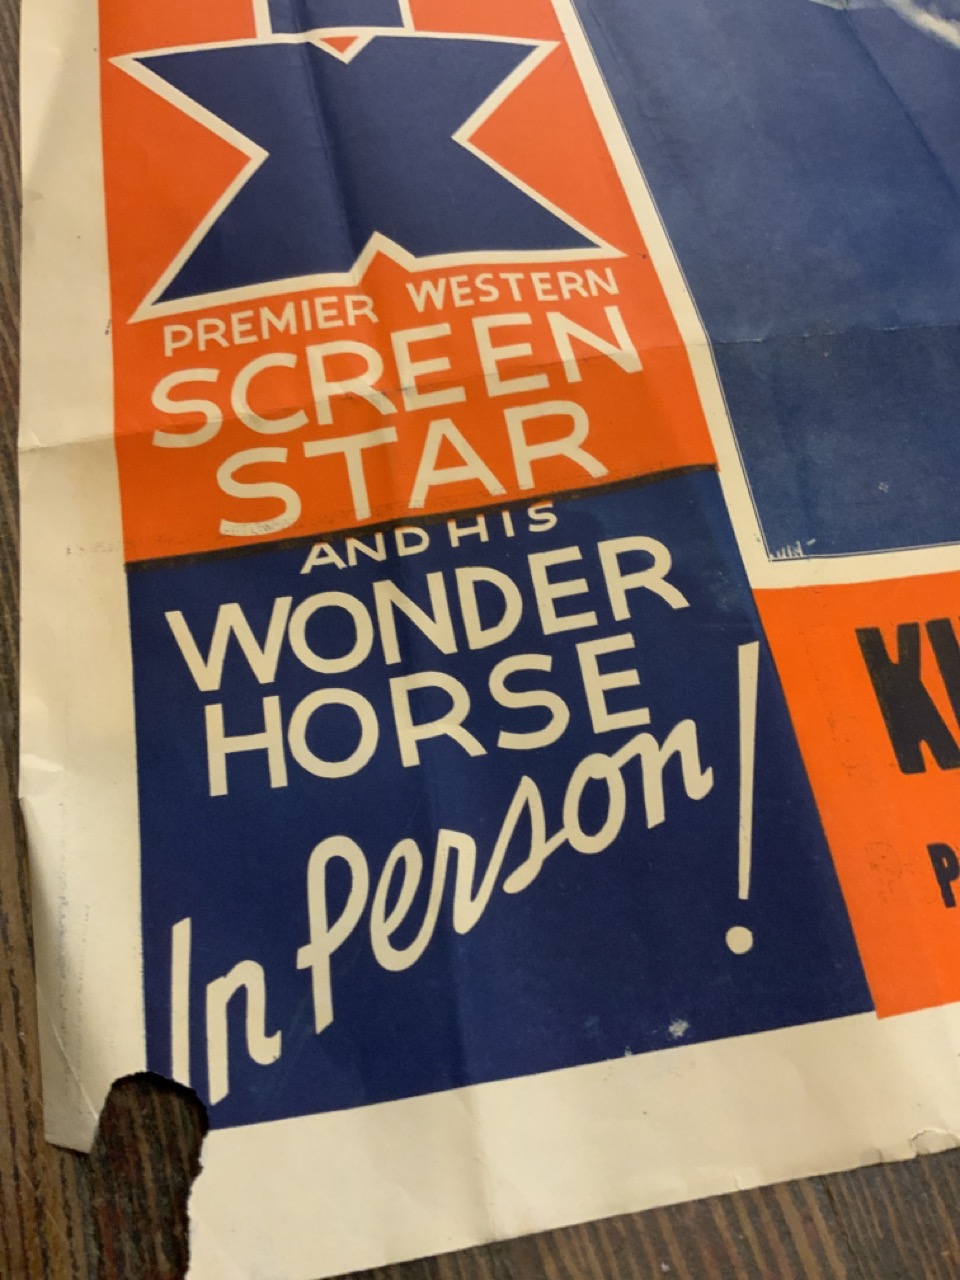 X
PREMIER WESTERN
SCREEN
STAR
AND HIS
WONDER
HORSE
In Person!